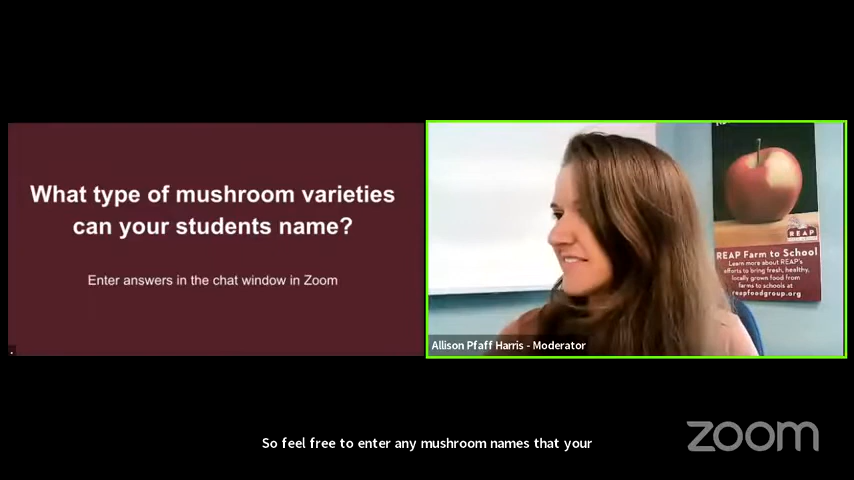 What type of mushroom varieties
can your students name?
Enter answers in the chat window in Zoom
REAP
REAP Farm to School
Learn more about REAP's
efforts to bring fresh, healthy,
locally grown food from
farms to schools at
reapfoodgroup.org
Allison Pfaff Harris - Moderator
So feel free to enter any mushroom names that your
zoom